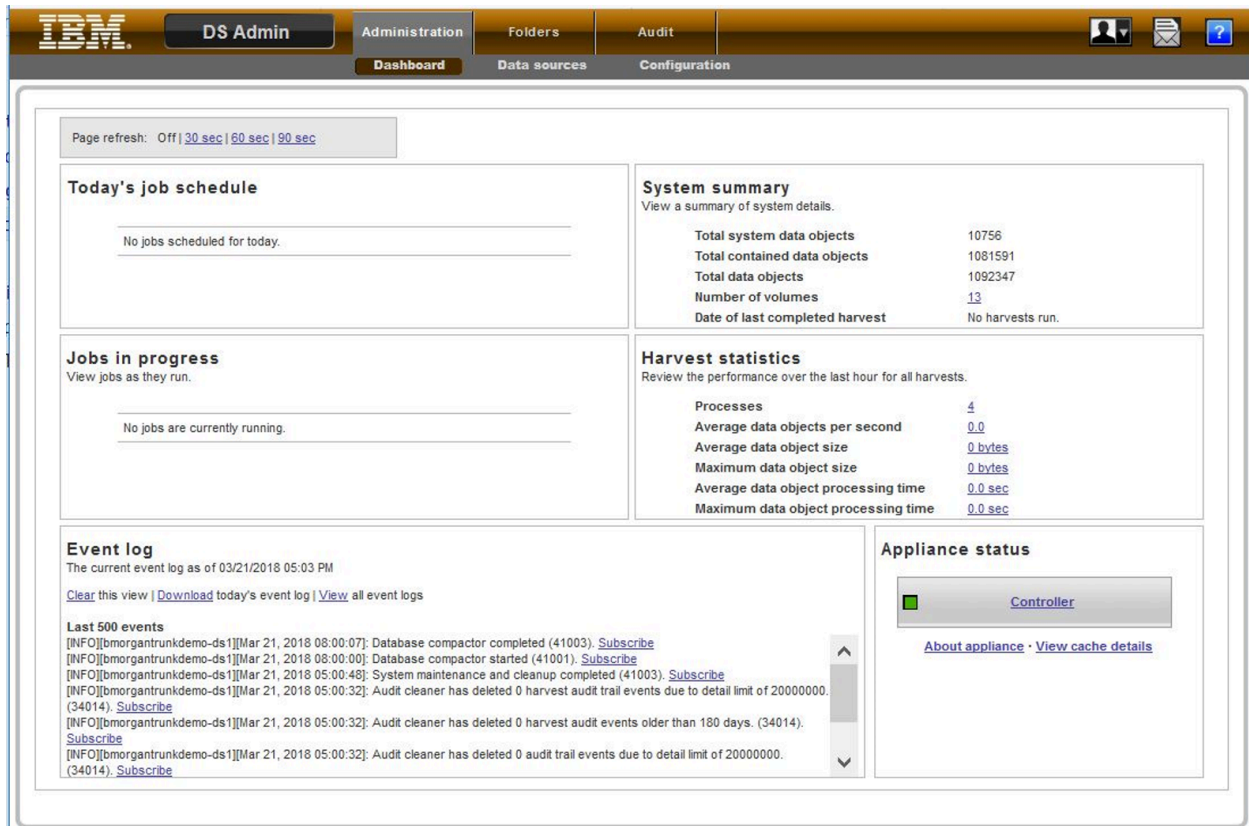 IBM.
DS Admin
Administration
Folders
Audit
?
Dashboard
Data sources
Configuration
Page refresh: Off | 30 sec | 60 sec | 90 sec
Today's job schedule
No jobs scheduled for today.
System summary
View a summary of system details.
Total system data objects 10756
Total contained data objects 1081591
Total data objects 1092347
Number of volumes 13
Date of last completed harvest No harvests run.
Jobs in progress
View jobs as they run.
No jobs are currently running.
Harvest statistics
Review the performance over the last hour for all harvests.
Processes 4
Average data objects per second 0.0
Average data object size 0 bytes
Maximum data object size 0 bytes
Average data object processing time 0.0 sec
Maximum data object processing time 0.0 sec
Event log
The current event log as of 03/21/2018 05:03 PM
Clear this view | Download today's event log | View all event logs
Last 500 events
[INFO][bmorgantrunkdemo-ds1][Mar 21, 2018 08:00:07]: Database compactor completed (41003). Subscribe
[INFO][bmorgantrunkdemo-ds1][Mar 21, 2018 08:00:00]: Database compactor started (41001). Subscribe
[INFO][bmorgantrunkdemo-ds1][Mar 21, 2018 05:00:48]: System maintenance and cleanup completed (41003). Subscribe
[INFO][bmorgantrunkdemo-ds1][Mar 21, 2018 05:00:32]: Audit cleaner has deleted 0 harvest audit trail events due to detail limit of 20000000.
(34014). Subscribe
[INFO][bmorgantrunkdemo-ds1][Mar 21, 2018 05:00:32]: Audit cleaner has deleted 0 harvest audit events older than 180 days. (34014).
Subscribe
[INFO][bmorgantrunkdemo-ds1][Mar 21, 2018 05:00:32]: Audit cleaner has deleted 0 audit trail events due to detail limit of 20000000.
(34014). Subscribe
Appliance status
Controller
About appliance · View cache details